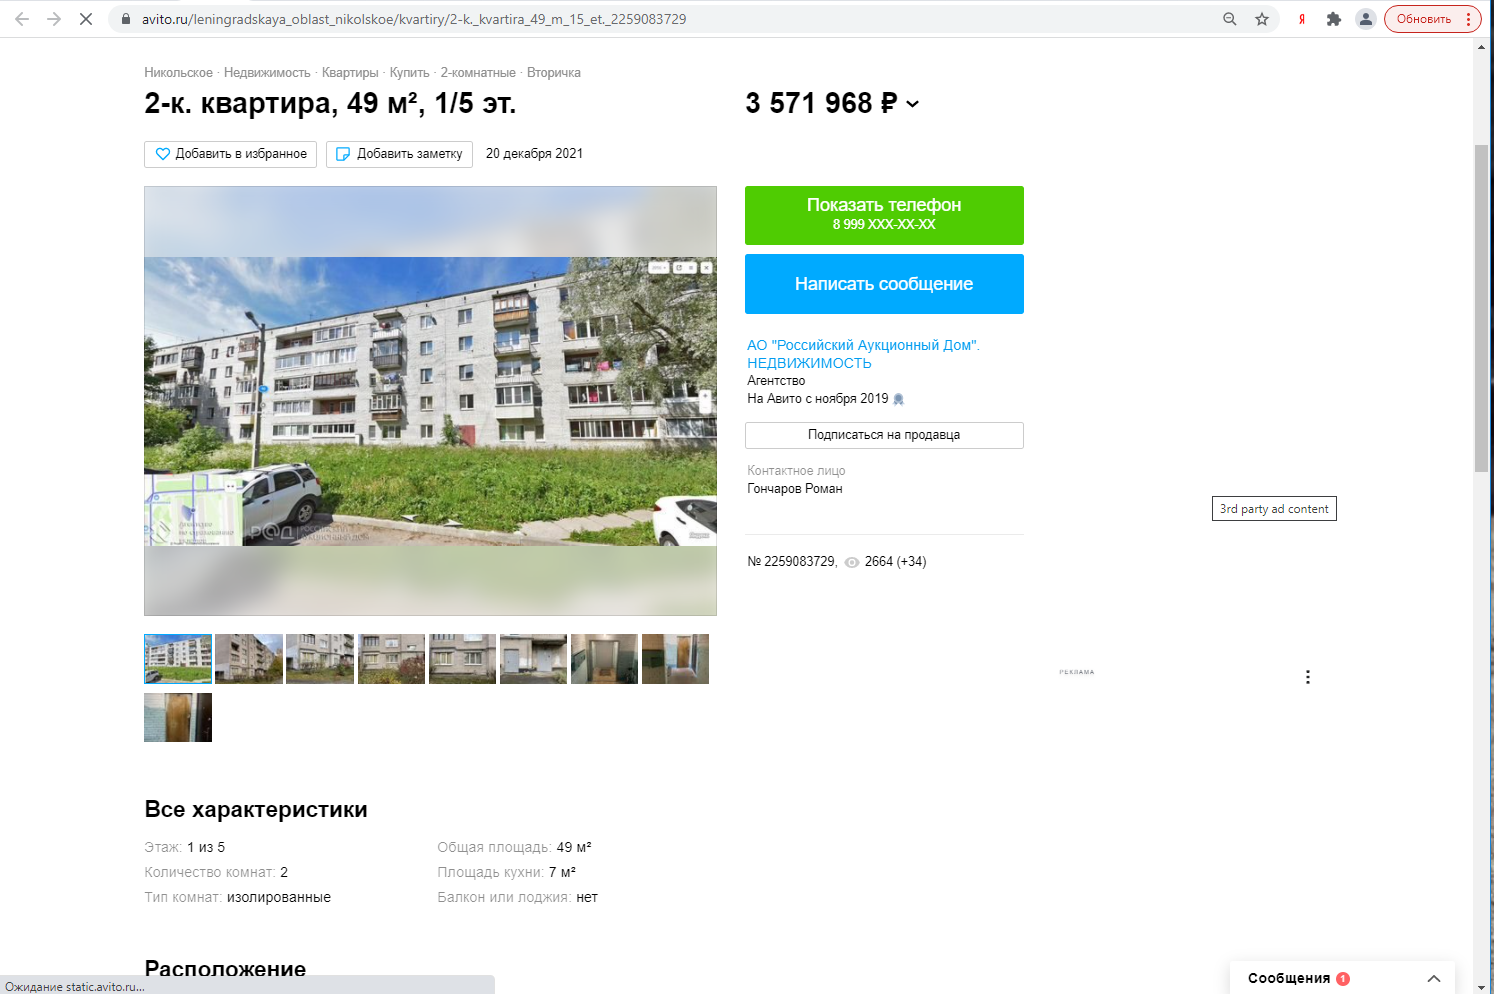 avito.ru/leningradskaya_oblast_nikolskoe/kvartiry/2-k._kvartira_49_m_15_et._2259083729
Я
Обновить
Никольское · Недвижимость · Квартиры · Купить · 2-комнатные · Вторичка
2-к. квартира, 49 м², 1/5 эт.
3 571 968 ₽
Добавить в избранное
Добавить заметку
20 декабря 2021
Показать телефон
8 999 XXX-XX-XX
Написать сообщение
АО "Российский Аукционный Дом".
НЕДВИЖИМОСТЬ
Агентство
На Авито с ноября 2019
Подписаться на продавца
Контактное лицо
Гончаров Роман
3rd party ad content
№ 2259083729, 2664 (+34)
РЕКЛАМА
Все характеристики
Этаж: 1 из 5
Общая площадь: 49 м²
Количество комнат: 2
Площадь кухни: 7 м²
Тип комнат: изолированные
Балкон или лоджия: нет
Расположение
Ожидание static.avito.ru...
Сообщения 1